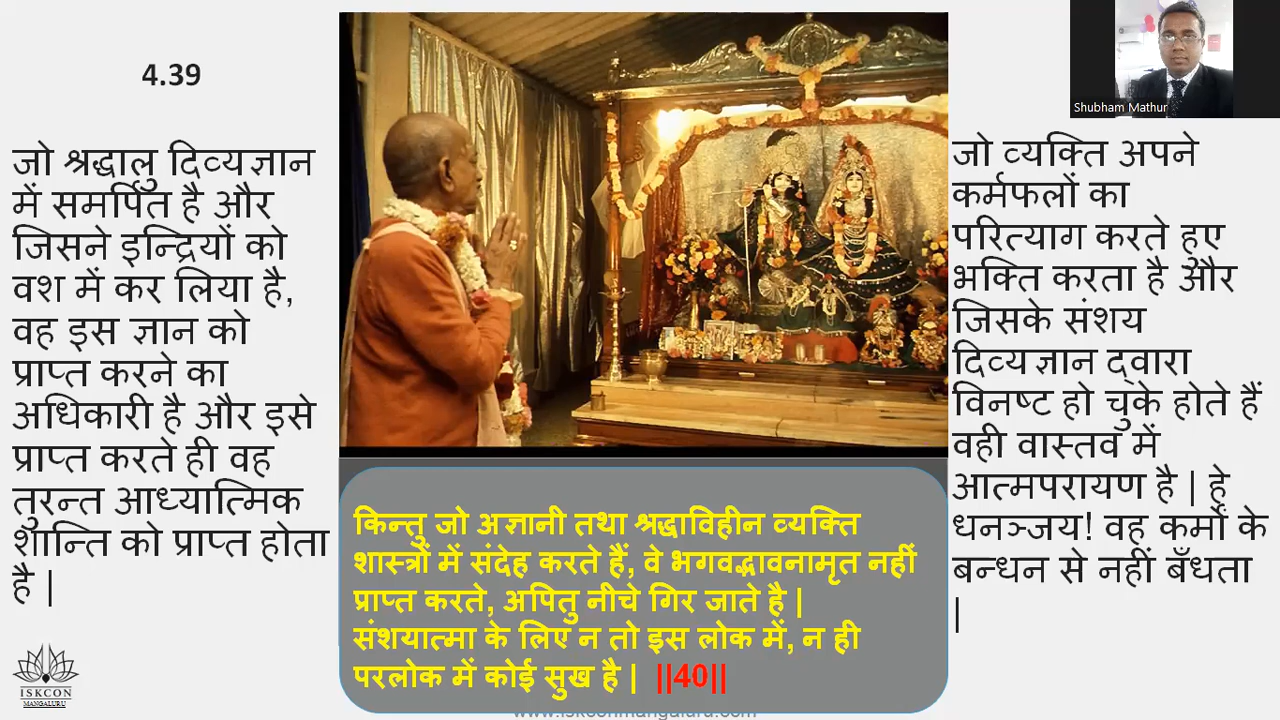 4.39
जो श्रद्धालु दिव्यज्ञान
में समर्पित है और
जिसने इन्द्रियों को
वश में कर लिया है,
वह इस ज्ञान को
प्राप्त करने का
अधिकारी है और इसे
प्राप्त करते ही वह
तुरन्त आध्यात्मिक
शान्ति को प्राप्त होता
है |
ISKCON
MANGALURU
किन्तु जो अज्ञानी तथा श्रद्धाविहीन व्यक्ति
शास्त्रों में संदेह करते हैं, वे भगवद्भावनामृत नहीं
प्राप्त करते, अपितु नीचे गिर जाते है |
संशयात्मा के लिए न तो इस लोक में, न ही
परलोक में कोई सुख है | ||40||
www.iskconmangaluru.com
Shubham Mathur
जो व्यक्ति अपने
कर्मफलों का
परित्याग करते हुए
भक्ति करता है और
जिसके संशय
दिव्यज्ञान द्वारा
विनष्ट हो चुके होते हैं
वही वास्तव में
आत्मपरायण है | हे
धनञ्जय! वह कर्मों के
बन्धन से नहीं बँधता
|